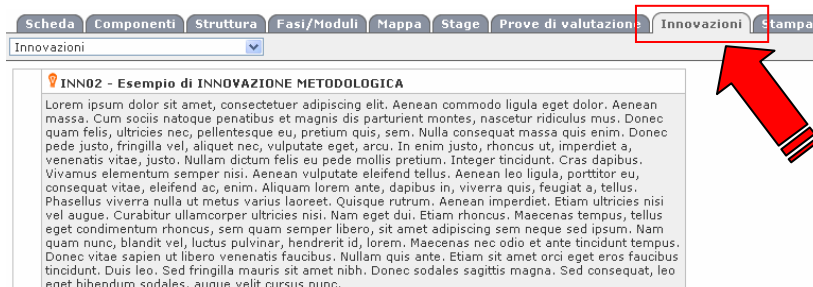 Scheda Componenti Struttura Fasi/Moduli Mappa Stage Prove di valutazione Innovazioni Stampa
Innovazioni
INN02 - Esempio di INNOVAZIONE METODOLOGICA
Lorem ipsum dolor sit amet, consectetuer adipiscing elit. Aenean commodo ligula eget dolor. Aenean
massa. Cum sociis natoque penatibus et magnis dis parturient montes, nascetur ridiculus mus. Donec
quam felis, ultricies nec, pellentesque eu, pretium quis, sem. Nulla consequat massa quis enim. Donec
pede justo, fringilla vel, aliquet nec, vulputate eget, arcu. In enim justo, rhoncus ut, imperdiet a,
venenatis vitae, justo. Nullam dictum felis eu pede mollis pretium. Integer tincidunt. Cras dapibus.
Vivamus elementum semper nisi. Aenean vulputate eleifend tellus. Aenean leo ligula, porttitor eu,
consequat vitae, eleifend ac, enim. Aliquam lorem ante, dapibus in, viverra quis, feugiat a, tellus.
Phasellus viverra nulla ut metus varius laoreet. Quisque rutrum. Aenean imperdiet. Etiam ultricies nisi
vel augue. Curabitur ullamcorper ultricies nisi. Nam eget dui. Etiam rhoncus. Maecenas tempus, tellus
eget condimentum rhoncus, sem quam semper libero, sit amet adipiscing sem neque sed ipsum. Nam
quam nunc, blandit vel, luctus pulvinar, hendrerit id, lorem. Maecenas nec odio et ante tincidunt tempus.
Donec vitae sapien ut libero venenatis faucibus. Nullam quis ante. Etiam sit amet orci eget eros faucibus
tincidunt. Duis leo. Sed fringilla mauris sit amet nibh. Donec sodales sagittis magna. Sed consequat, leo
eget bibendum sodales, augue velit cursus nunc.